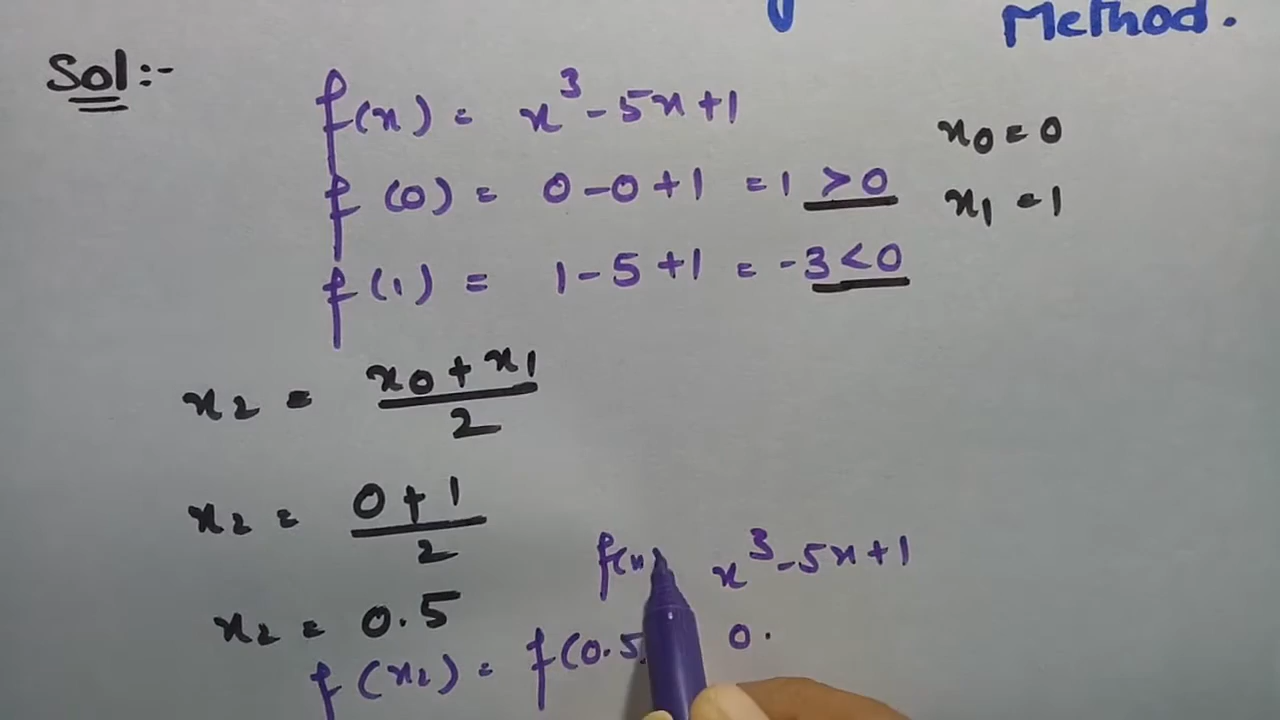 Method.
Sol:-
f(x) = x³ - 5x + 1
x₀ = 0
f(0) = 0 - 0 + 1 = 1 > 0
x₁ = 1
f(1) = 1 - 5 + 1 = -3 < 0
x₂ = (x₀ + x₁)/2
x₂ = (0 + 1)/2
f(x) x³ - 5x + 1
x₂ = 0.5
f(x₂) = f(0.5 0.